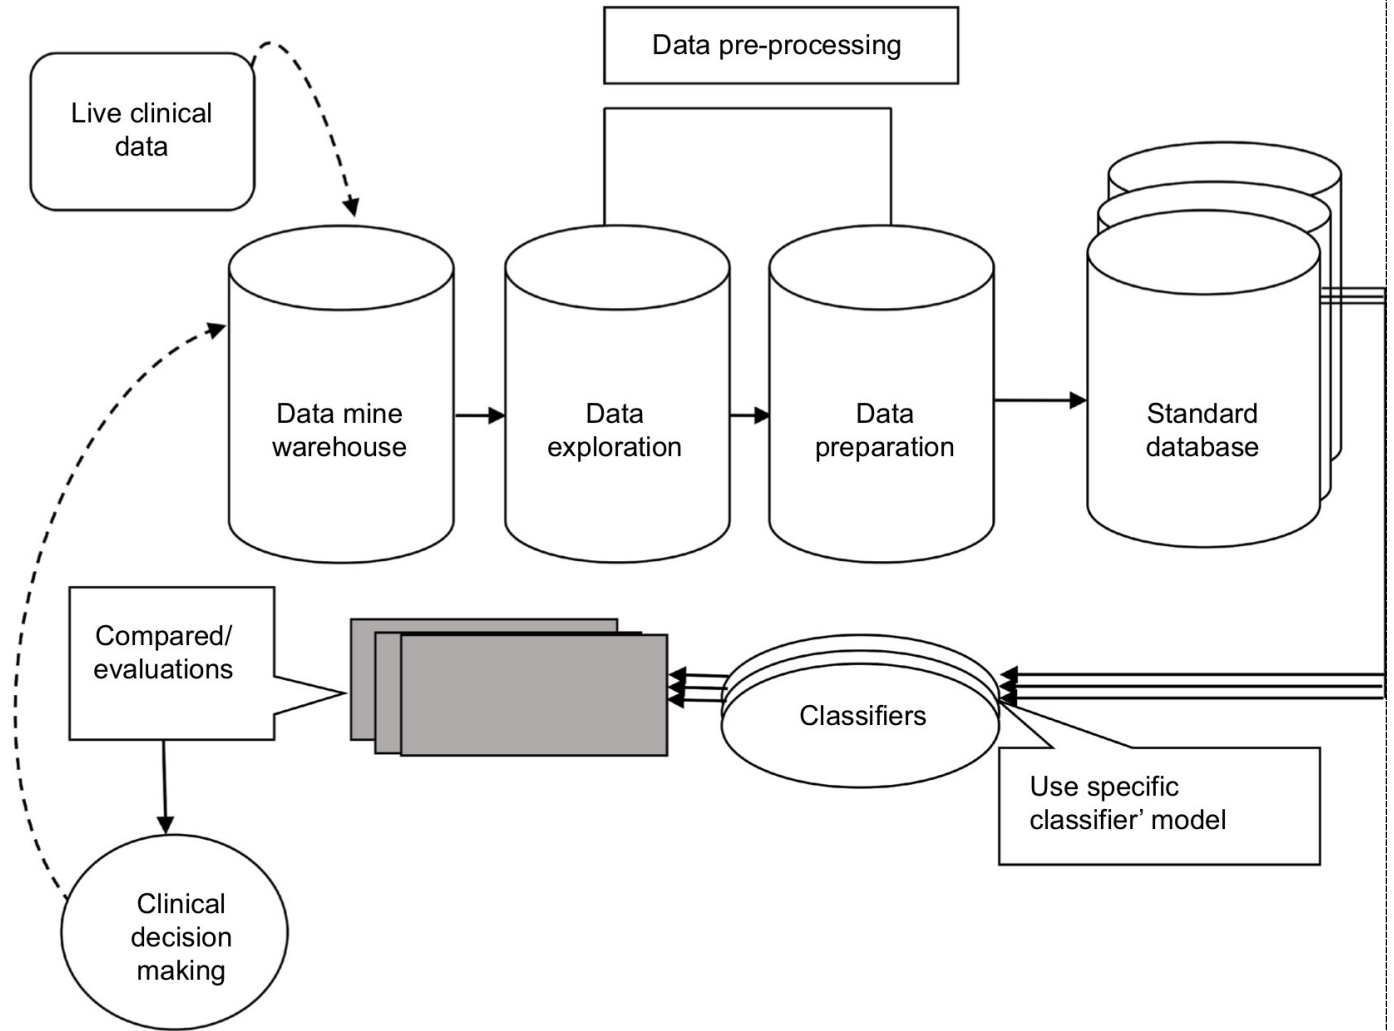 Data pre-processing
Live clinical
data
Data mine
warehouse
Data
exploration
Data
preparation
Standard
database
Compared/
evaluations
Classifiers
Use specific
classifier’ model
Clinical
decision
making